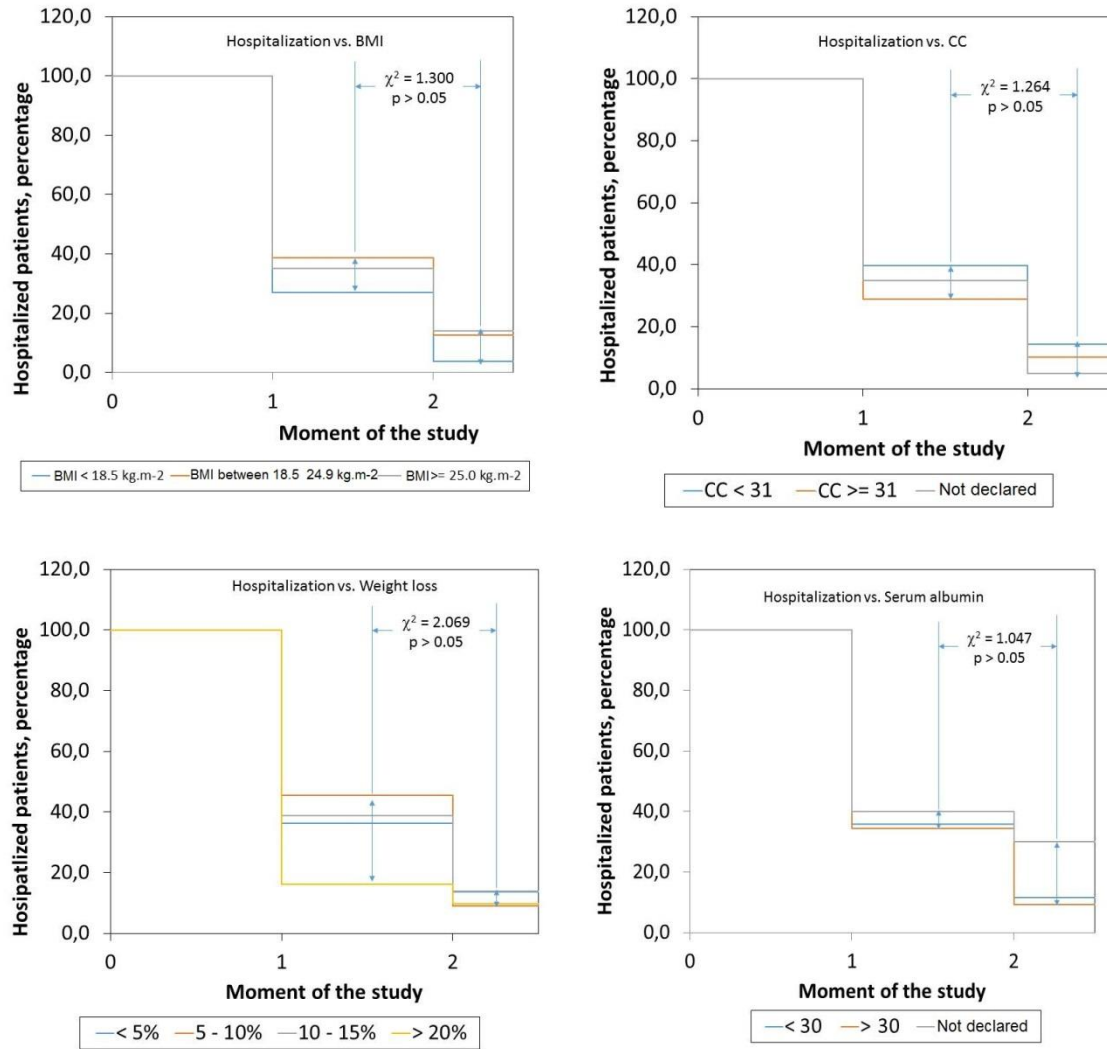 Hospitalization vs. BMI
Hospitalized patients, percentage
120,0
100,0
80,0
60,0
40,0
20,0
0,0
χ² = 1.300
p > 0.05
0 1 2
Moment of the study
BMI < 18.5 kg.m-2 BMI between 18.5 24.9 kg.m-2 BMI>= 25.0 kg.m-2
Hospitalization vs. CC
Hospitalized patients, percentage
120,0
100,0
80,0
60,0
40,0
20,0
0,0
χ² = 1.264
p > 0.05
0 1 2
Moment of the study
CC < 31 CC >= 31 Not declared
Hospitalization vs. Weight loss
Hosipatlized patients, percentage
120,0
100,0
80,0
60,0
40,0
20,0
0,0
χ² = 2.069
p > 0.05
0 1 2
Moment of the study
< 5% 5 - 10% 10 - 15% > 20%
Hospitalization vs. Serum albumin
Hospitalized patients, percentage
120,0
100,0
80,0
60,0
40,0
20,0
0,0
χ² = 1.047
p > 0.05
0 1 2
Moment of the study
< 30 > 30 Not declared